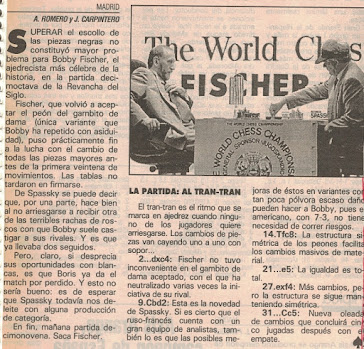 MADRID
A. ROMERO y J. CARPINTERO
SUPERAR el escollo de
las piezas negras no
constituyó mayor pro-
blema para Bobby Fischer, el
ajedrecista más célebre de la
historia, en la partida deci-
moctava de la Revancha del
Siglo.
Fischer, que volvió a acep-
tar el peón del gambito de
dama (única variante que
Bobby ha repetido con asidui-
dad), puso prácticamente fin
a la lucha con el cambio de
todas las piezas mayores an-
tes de la primera veintena de
movimientos. Las tablas no
tardaron en firmarse.
De Spassky se puede decir
que, por una parte, hace bien
al no arriesgarse a recibir otra
de las terribles rachas de ros-
cos con que Bobby suele cas-
tigar a sus rivales. Y es que
ya llevaba dos seguidos.
Pero, claro, si desprecia
sus oportunidades con blan-
cas, es que Boris ya da el
match por perdido. Y esto no
sería bueno: es de esperar
que Spassky todavía nos de-
leite con alguna producción
de categoría.
En fin, mañana partida de-
cimonovena. Saca Fischer.
The World Chess
FISCHER
WORLD CHESS CHAMPIONSHIP
LA PARTIDA: AL TRAN-TRAN
El tran-tran es el ritmo que se
marca en ajedrez cuando ningu-
no de los jugadores quiere
arriesgarse. Los cambios de pie-
zas van cayendo uno a uno con
sopor...
2...dxc4: Fischer no tuvo
inconveniente en el gambito de
dama aceptado, con el que ha
neutralizado varias veces la ini-
ciativa de su rival.
9.Cbd2: Esta es la novedad
de Spassky. Si es cierto que el
ruso-francés cuenta con un
gran equipo de analistas, tam-
bién lo es que las posibles me-
joras de éstos en variantes con
tan poca pólvora escaso daño
pueden hacer a Bobby, pues el
americano, con 7-3, no tiene
necesidad de correr riesgos.
14.Tfc8: La estructura si-
métrica de los peones facilita
los cambios masivos de mate-
rial.
21...e5: La igualdad es to-
tal.
27.exf4: Más cambios, pe-
ro la estructura se sigue man-
teniendo simétrica.
31...Cc5: Nueva oleada
de cambios que concluirá con
jugadas después con el
empate.